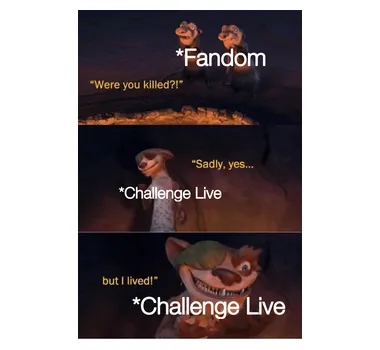 *Fandom
“Were you killed?!”
“Sadly, yes...
*Challenge Live
but I lived!”
*Challenge Live